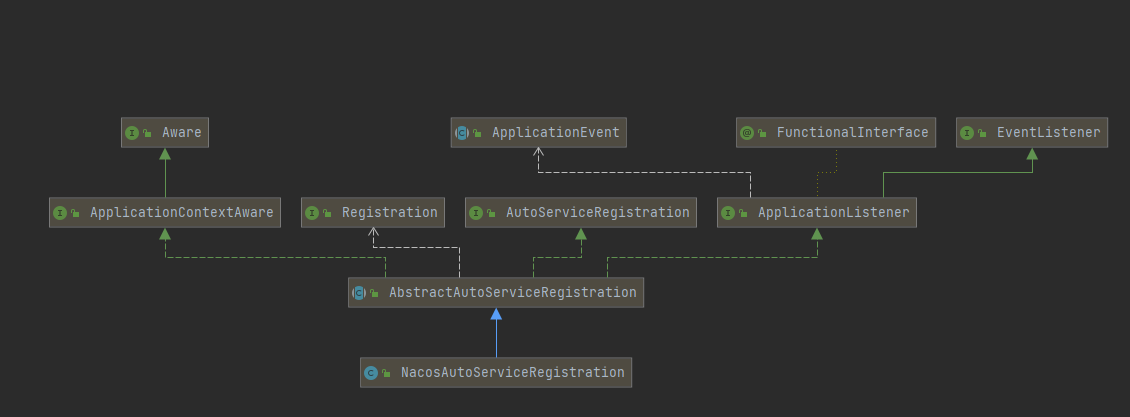 Aware
ApplicationEvent
FunctionalInterface
EventListener
ApplicationContextAware
Registration
AutoServiceRegistration
ApplicationListener
AbstractAutoServiceRegistration
NacosAutoServiceRegistration